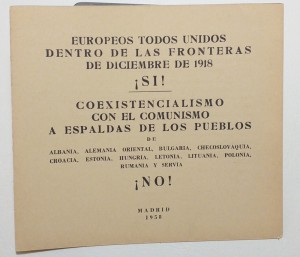 EUROPEOS TODOS UNIDOS
DENTRO DE LAS FRONTERAS
DE DICIEMBRE DE 1918
¡SI!
COEXISTENCIALISMO
CON EL COMUNISMO
A ESPALDAS DE LOS PUEBLOS
DE
ALBANIA, ALEMANIA ORIENTAL, BULGARIA, CHECOSLOVAQUIA,
CROACIA, ESTONIA, HUNGRIA, LETONIA, LITUANIA, POLONIA,
RUMANIA Y SERVIA
¡NO!
MADRID
1958